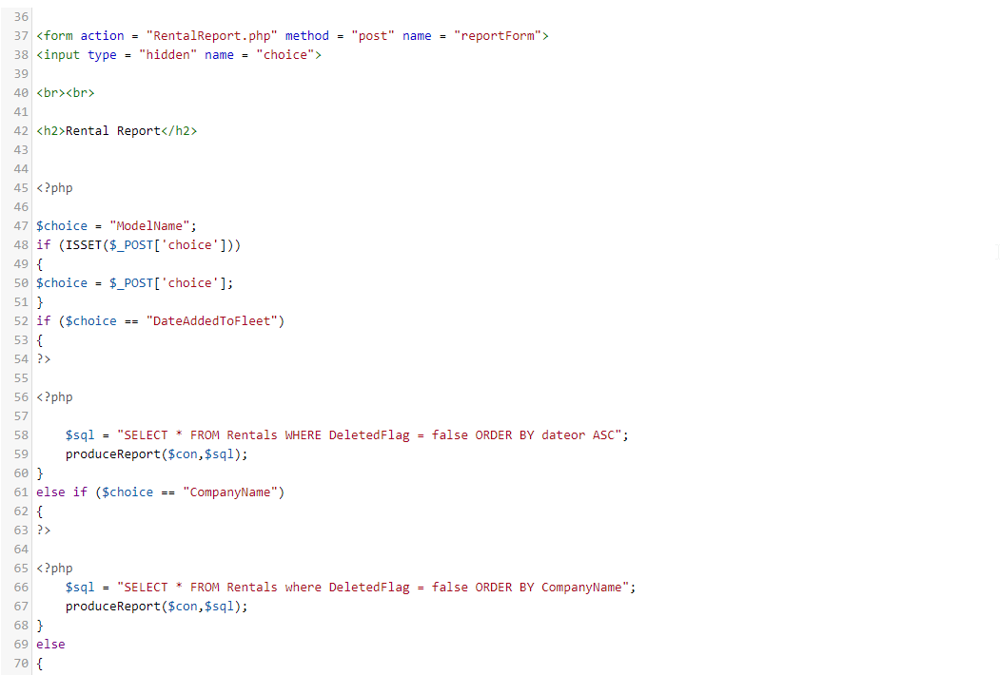 36
37 <form action = "RentalReport.php" method = "post" name = "reportForm">
38 <input type = "hidden" name = "choice">
39
40 <br><br>
41
42 <h2>Rental Report</h2>
43
44
45 <?php
46
47 $choice = "ModelName";
48 if (ISSET($_POST['choice']))
49 {
50 $choice = $_POST['choice'];
51 }
52 if ($choice == "DateAddedToFleet")
53 {
54 ?>
55
56 <?php
57
58     $sql = "SELECT * FROM Rentals WHERE DeletedFlag = false ORDER BY dateor ASC";
59     produceReport($con,$sql);
60 }
61 else if ($choice == "CompanyName")
62 {
63 ?>
64
65 <?php
66     $sql = "SELECT * FROM Rentals where DeletedFlag = false ORDER BY CompanyName";
67     produceReport($con,$sql);
68 }
69 else
70 {